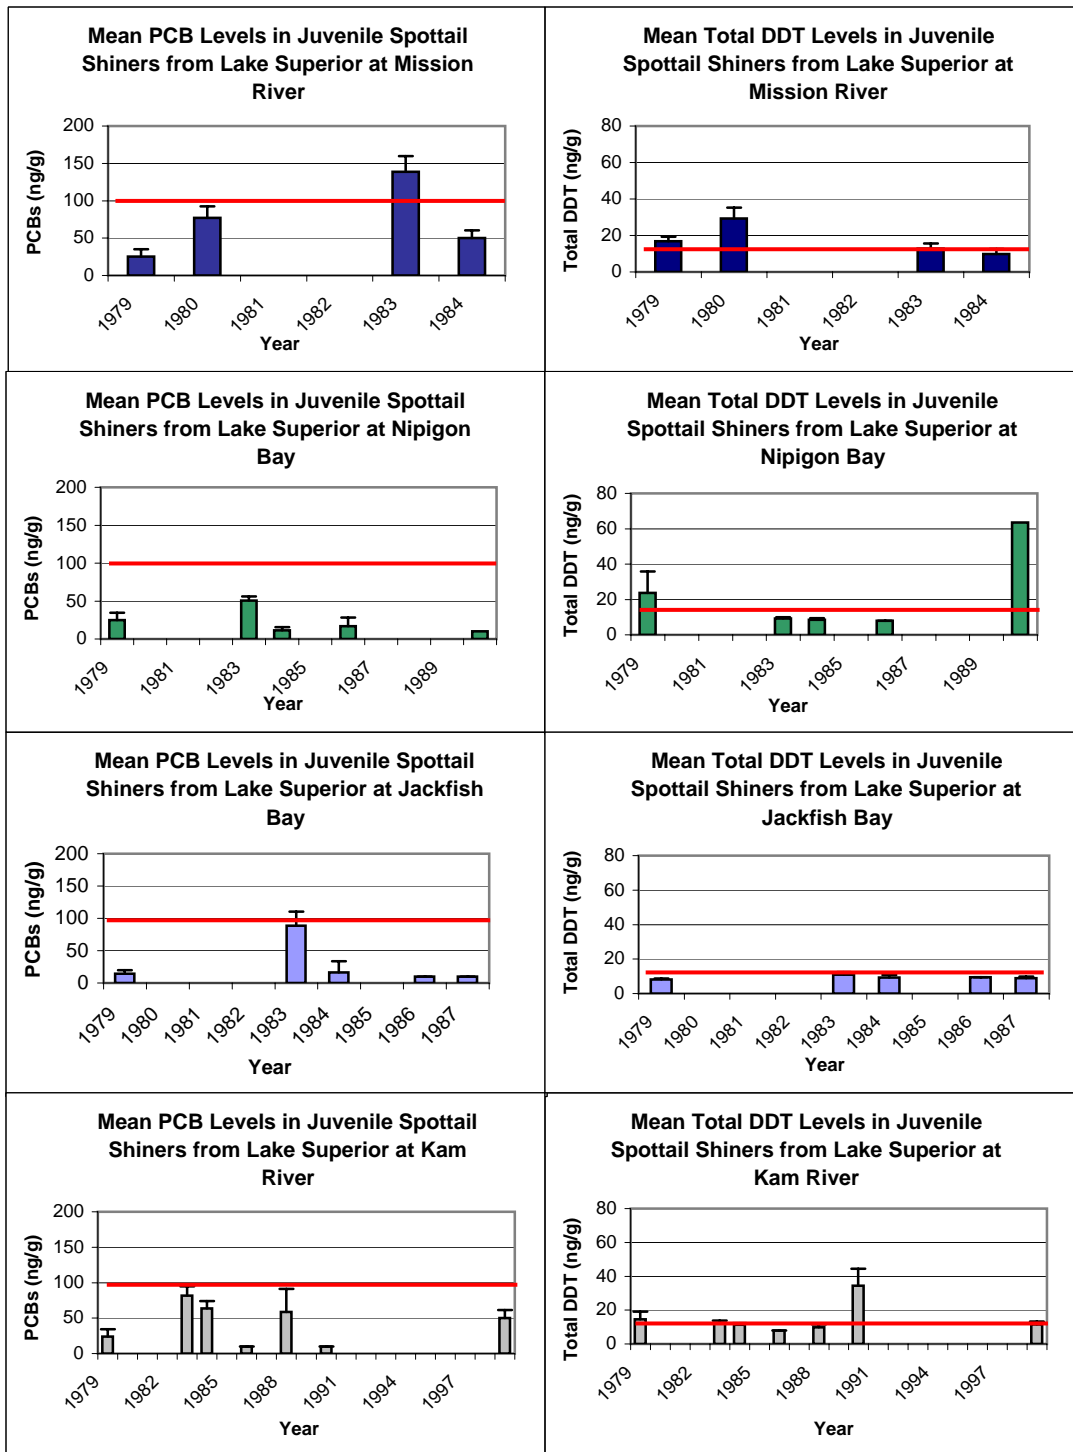 Mean PCB Levels in Juvenile Spottail
Shiners from Lake Superior at Mission
River
200
150
100
50
0
PCBs (ng/g)
1979
1980
1981
1982
1983
1984
Year
Mean Total DDT Levels in Juvenile
Spottail Shiners from Lake Superior at
Mission River
80
60
40
20
0
Total DDT (ng/g)
1979
1980
1981
1982
1983
1984
Year
Mean PCB Levels in Juvenile Spottail
Shiners from Lake Superior at Nipigon
Bay
200
150
100
50
0
PCBs (ng/g)
1979
1981
1983
1985
1987
1989
Year
Mean Total DDT Levels in Juvenile
Spottail Shiners from Lake Superior at
Nipigon Bay
80
60
40
20
0
Total DDT (ng/g)
1979
1981
1983
1985
1987
1989
Year
Mean PCB Levels in Juvenile Spottail
Shiners from Lake Superior at Jackfish
Bay
200
150
100
50
0
PCBs (ng/g)
1979
1980
1981
1982
1983
1984
1985
1986
1987
Year
Mean Total DDT Levels in Juvenile
Spottail Shiners from Lake Superior at
Jackfish Bay
80
60
40
20
0
Total DDT (ng/g)
1979
1980
1981
1982
1983
1984
1985
1986
1987
Year
Mean PCB Levels in Juvenile Spottail
Shiners from Lake Superior at Kam
River
200
150
100
50
0
PCBs (ng/g)
1979
1982
1985
1988
1991
1994
1997
Year
Mean Total DDT Levels in Juvenile
Spottail Shiners from Lake Superior at
Kam River
80
60
40
20
0
Total DDT (ng/g)
1979
1982
1985
1988
1991
1994
1997
Year